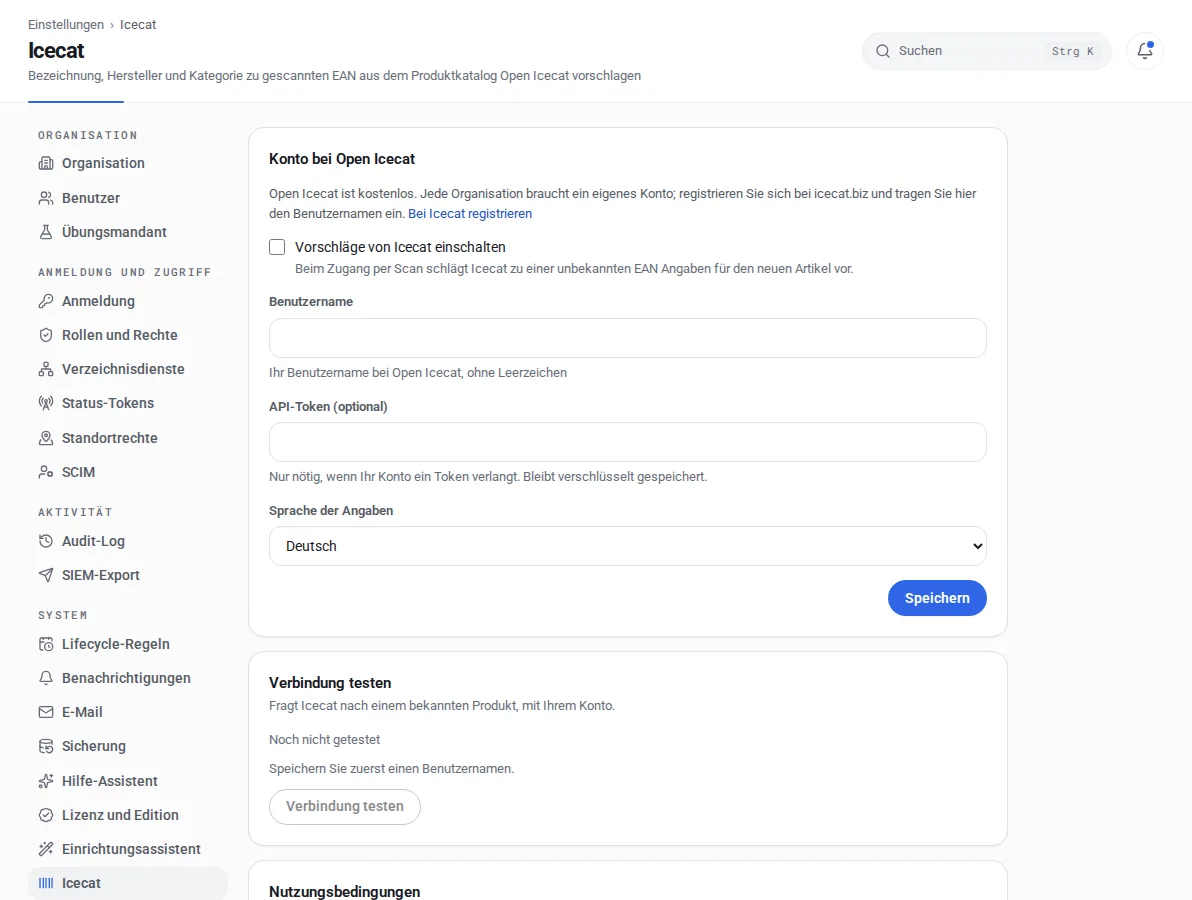 Einstellungen › Icecat
Icecat
Bezeichnung, Hersteller und Kategorie zu gescannten EAN aus dem Produktkatalog Open Icecat vorschlagen
Suchen Strg K
ORGANISATION
Organisation
Benutzer
Übungsmandant
ANMELDUNG UND ZUGRIFF
Anmeldung
Rollen und Rechte
Verzeichnisdienste
Status-Tokens
Standortrechte
SCIM
AKTIVITÄT
Audit-Log
SIEM-Export
SYSTEM
Lifecycle-Regeln
Benachrichtigungen
E-Mail
Sicherung
Hilfe-Assistent
Lizenz und Edition
Einrichtungsassistent
Icecat
Konto bei Open Icecat
Open Icecat ist kostenlos. Jede Organisation braucht ein eigenes Konto; registrieren Sie sich bei icecat.biz und tragen Sie hier
den Benutzernamen ein. Bei Icecat registrieren
Vorschläge von Icecat einschalten
Beim Zugang per Scan schlägt Icecat zu einer unbekannten EAN Angaben für den neuen Artikel vor.
Benutzername
Ihr Benutzername bei Open Icecat, ohne Leerzeichen
API-Token (optional)
Nur nötig, wenn Ihr Konto ein Token verlangt. Bleibt verschlüsselt gespeichert.
Sprache der Angaben
Deutsch
Speichern
Verbindung testen
Fragt Icecat nach einem bekannten Produkt, mit Ihrem Konto.
Noch nicht getestet
Speichern Sie zuerst einen Benutzernamen.
Verbindung testen
Nutzungsbedingungen